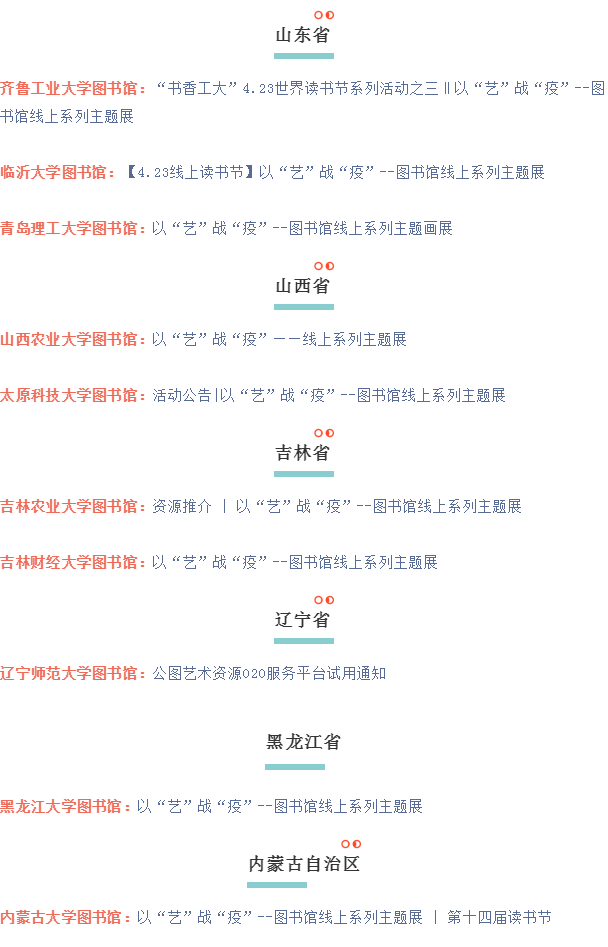 山东省
齐鲁工业大学图书馆：“书香工大”4.23世界读书节系列活动之三‖以“艺”战“疫”--图
书馆线上系列主题展
临沂大学图书馆：【4.23线上读书节】以“艺”战“疫”--图书馆线上系列主题展
青岛理工大学图书馆：以“艺”战“疫”--图书馆线上系列主题画展
山西省
山西农业大学图书馆：以“艺”战“疫”——线上系列主题展
太原科技大学图书馆：活动公告|以“艺”战“疫”--图书馆线上系列主题展
吉林省
吉林农业大学图书馆：资源推介 | 以“艺”战“疫”--图书馆线上系列主题展
吉林财经大学图书馆：以“艺”战“疫”--图书馆线上系列主题展
辽宁省
辽宁师范大学图书馆：公图艺术资源O2O服务平台试用通知
黑龙江省
黑龙江大学图书馆：以“艺”战“疫”--图书馆线上系列主题展
内蒙古自治区
内蒙古大学图书馆：以“艺”战“疫”--图书馆线上系列主题展 | 第十四届读书节